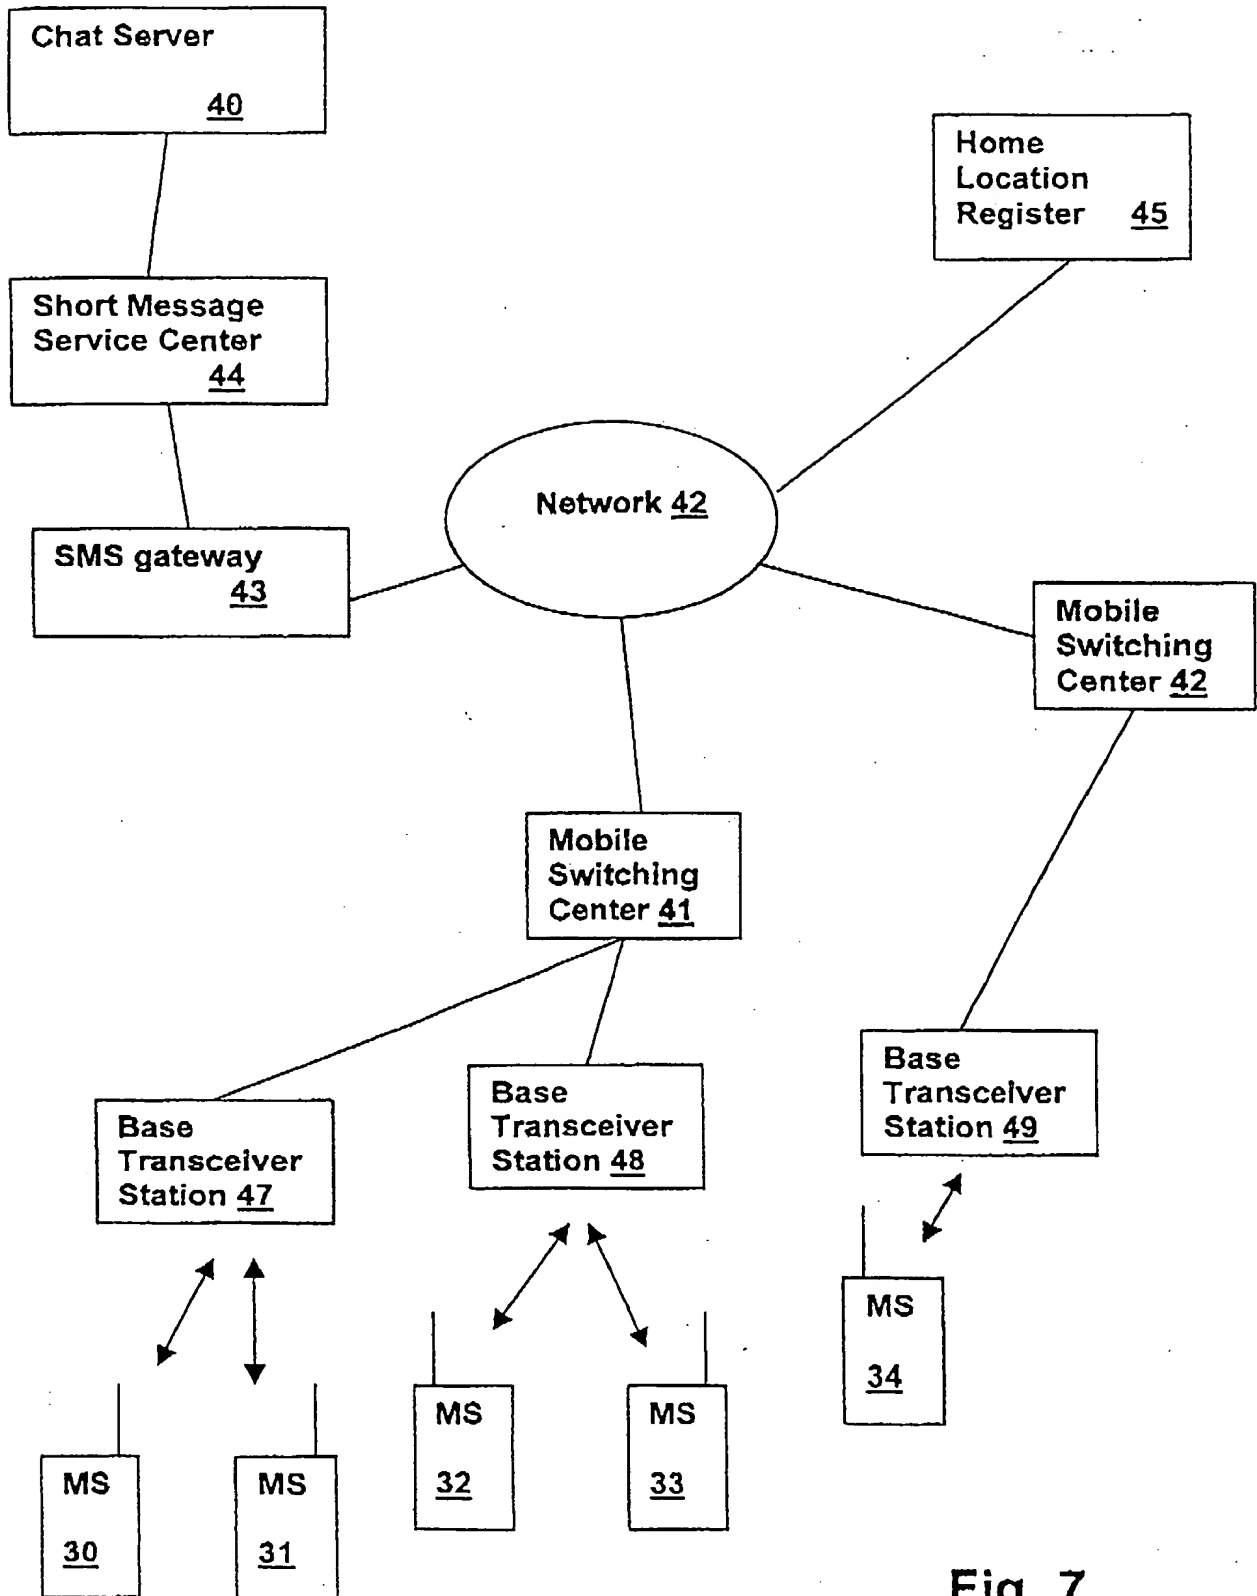 Chat Server
40
Home
Location
Register 45
Short Message
Service Center
44
Network 42
SMS gateway
43
Mobile
Switching
Center 42
Mobile
Switching
Center 41
Base
Transceiver
Station 49
Base
Transceiver
Station 48
Base
Transceiver
Station 47
MS
34
MS
32
MS
33
MS
30
MS
31
Fig. 7